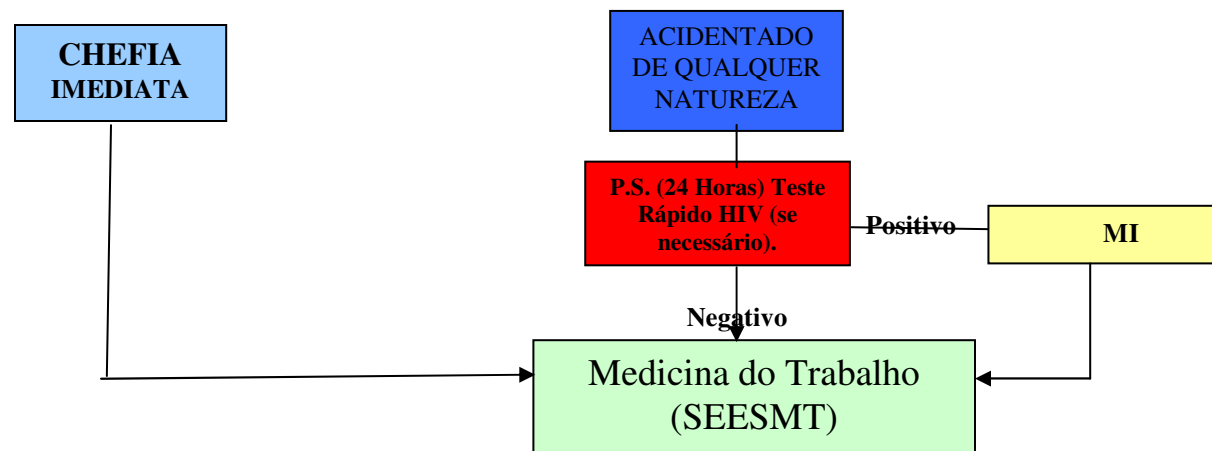 CHEFIA
IMEDIATA
ACIDENTADO
DE QUALQUER
NATUREZA
P.S. (24 Horas) Teste
Rápido HIV (se
necessário).
Positivo
MI
Negativo
Medicina do Trabalho
(SEESMT)